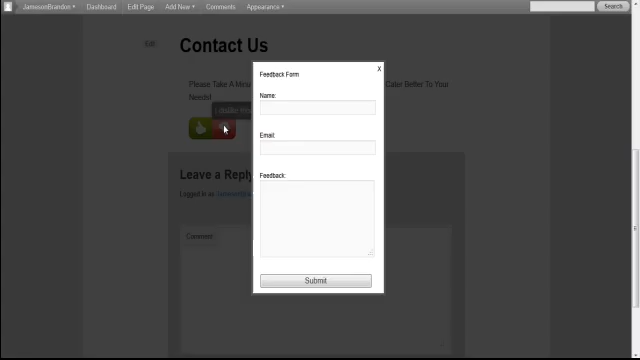 JamesonBrandon Dashboard Edit Page Add New Comments Appearance Search
Edit
Contact Us
Please Take A Minu
Cater Better To Your
Needs!
X
Feedback Form
Name:
Email:
Feedback:
Submit
Leave a Reply
Logged in as
Comment